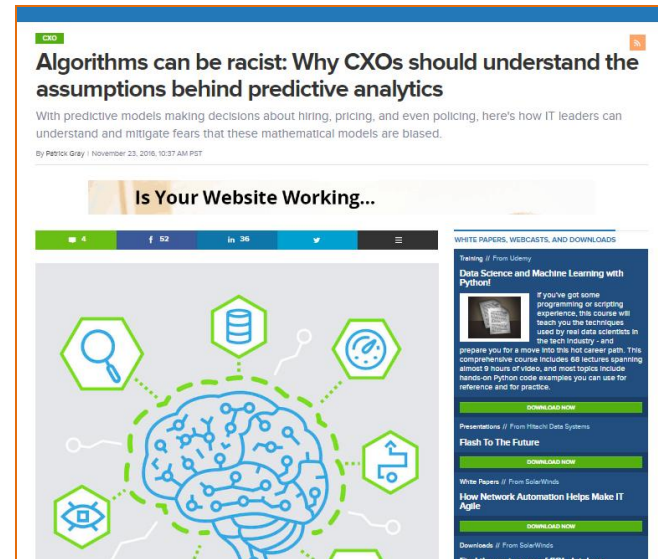 CXO
Algorithms can be racist: Why CXOs should understand the
assumptions behind predictive analytics
With predictive models making decisions about hiring, pricing, and even policing, here's how IT leaders can
understand and mitigate fears that these mathematical models are biased.
By Patrick Gray | November 23, 2016, 10:37 AM PST
Is Your Website Working...
4
52
in 36
WHITE PAPERS, WEBCASTS, AND DOWNLOADS
Training // From Udemy
Data Science and Machine Learning with
Python!
If you've got some
programming or scripting
experience, this course will
teach you the techniques
used by real data scientists in
the tech industry - and
prepare you for a move into this hot career path. This
comprehensive course includes 68 lectures spanning
almost 9 hours of video, and most topics include
hands-on Python code examples you can use for
reference and for practice.
DOWNLOAD NOW
Presentations // From Hitachi Data Systems
Flash To The Future
DOWNLOAD NOW
White Papers // From SolarWinds
How Network Automation Helps Make IT
Agile
DOWNLOAD NOW
Downloads // From SolarWinds